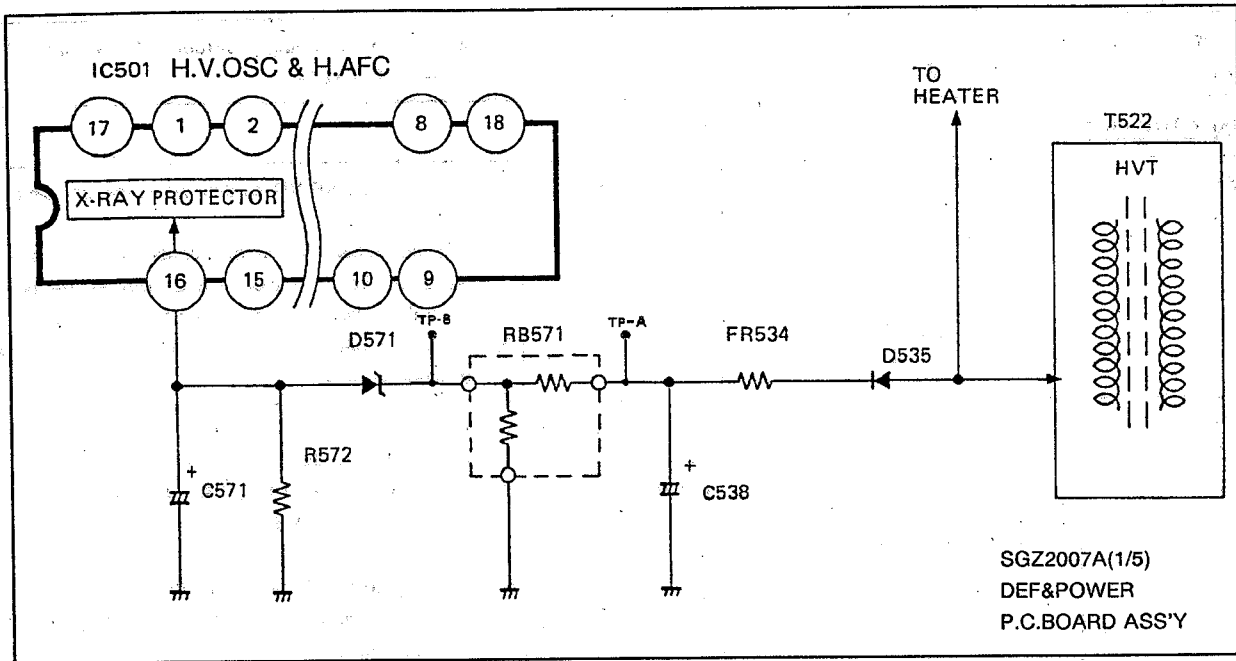 IC501 H.V.OSC & H.AFC
17
1
2
8
18
X-RAY PROTECTOR
16
15
10
9
TO
HEATER
T522
HVT
D571
TP-B
RB571
TP-A
FR534
D535
R572
+
C571
+
C538
SGZ2007A(1/5)
DEF&POWER
P.C.BOARD ASS'Y